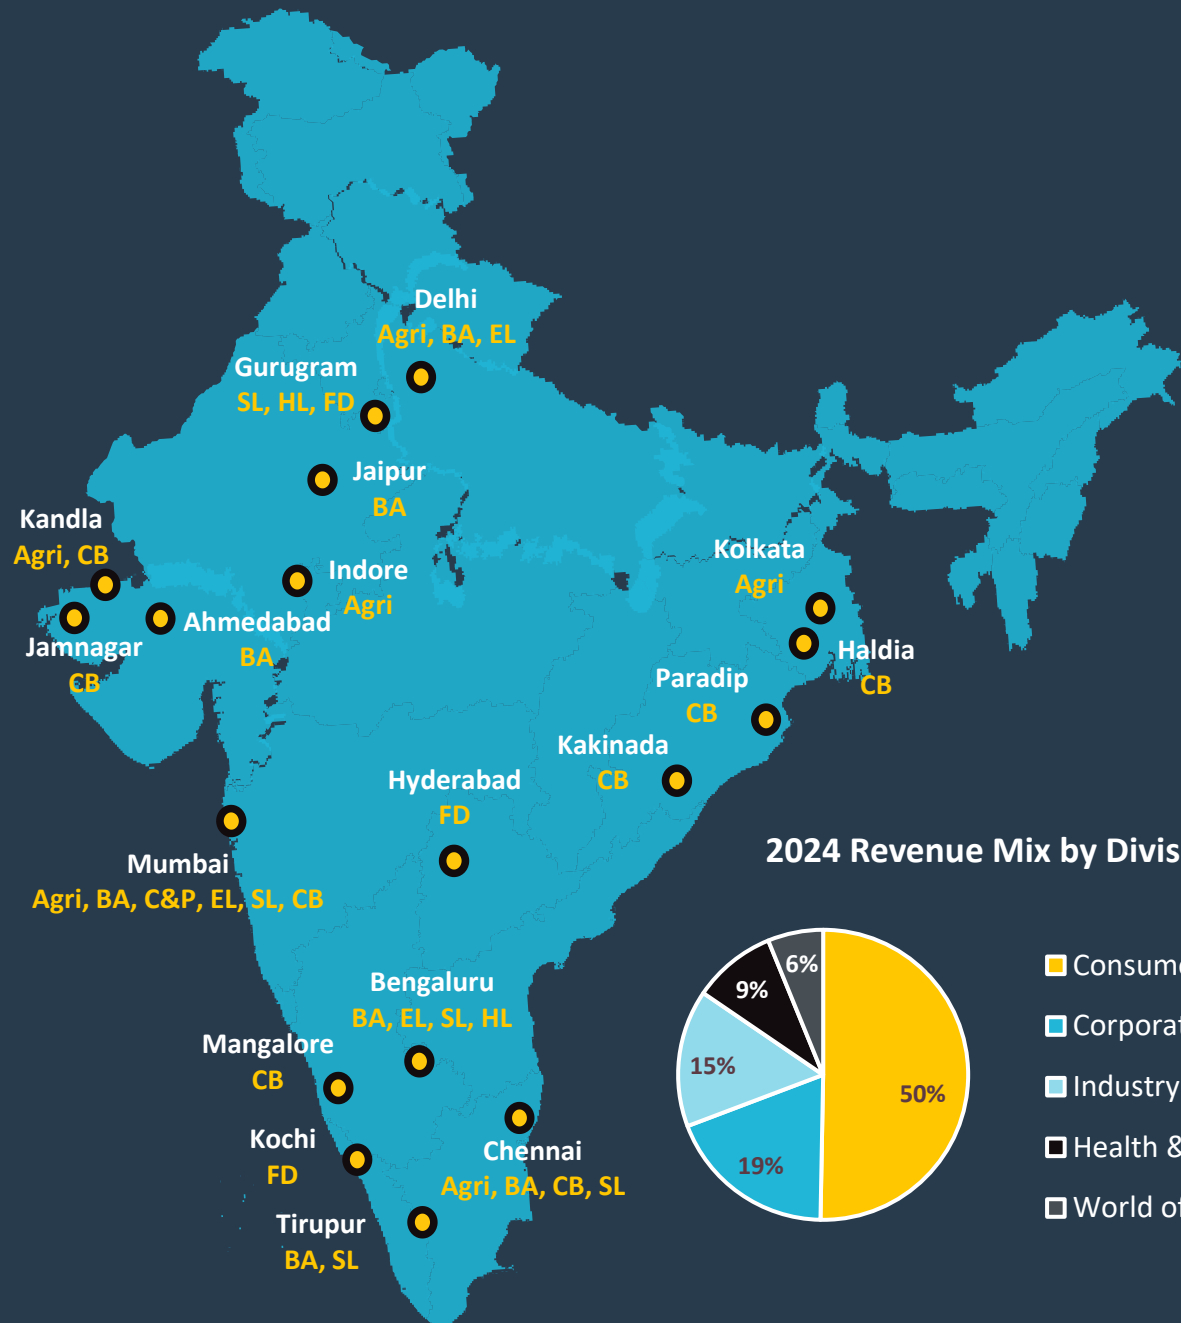 Delhi
Agri, BA, EL
Gurugram
SL, HL, FD
Jaipur
BA
Kandla
Agri, CB
Indore
Agri
Kolkata
Agri
Ahmedabad
BA
Jamnagar
CB
Haldia
CB
Paradip
CB
Kakinada
CB
Hyderabad
FD
Mumbai
Agri, BA, C&P, EL, SL, CB
Bengaluru
BA, EL, SL, HL
Mangalore
CB
Kochi
FD
Chennai
Agri, BA, CB, SL
Tirupur
BA, SL
2024 Revenue Mix by Divis
6%
9%
15%
50%
19%
Consume
Corporat
Industry
Health &
World of